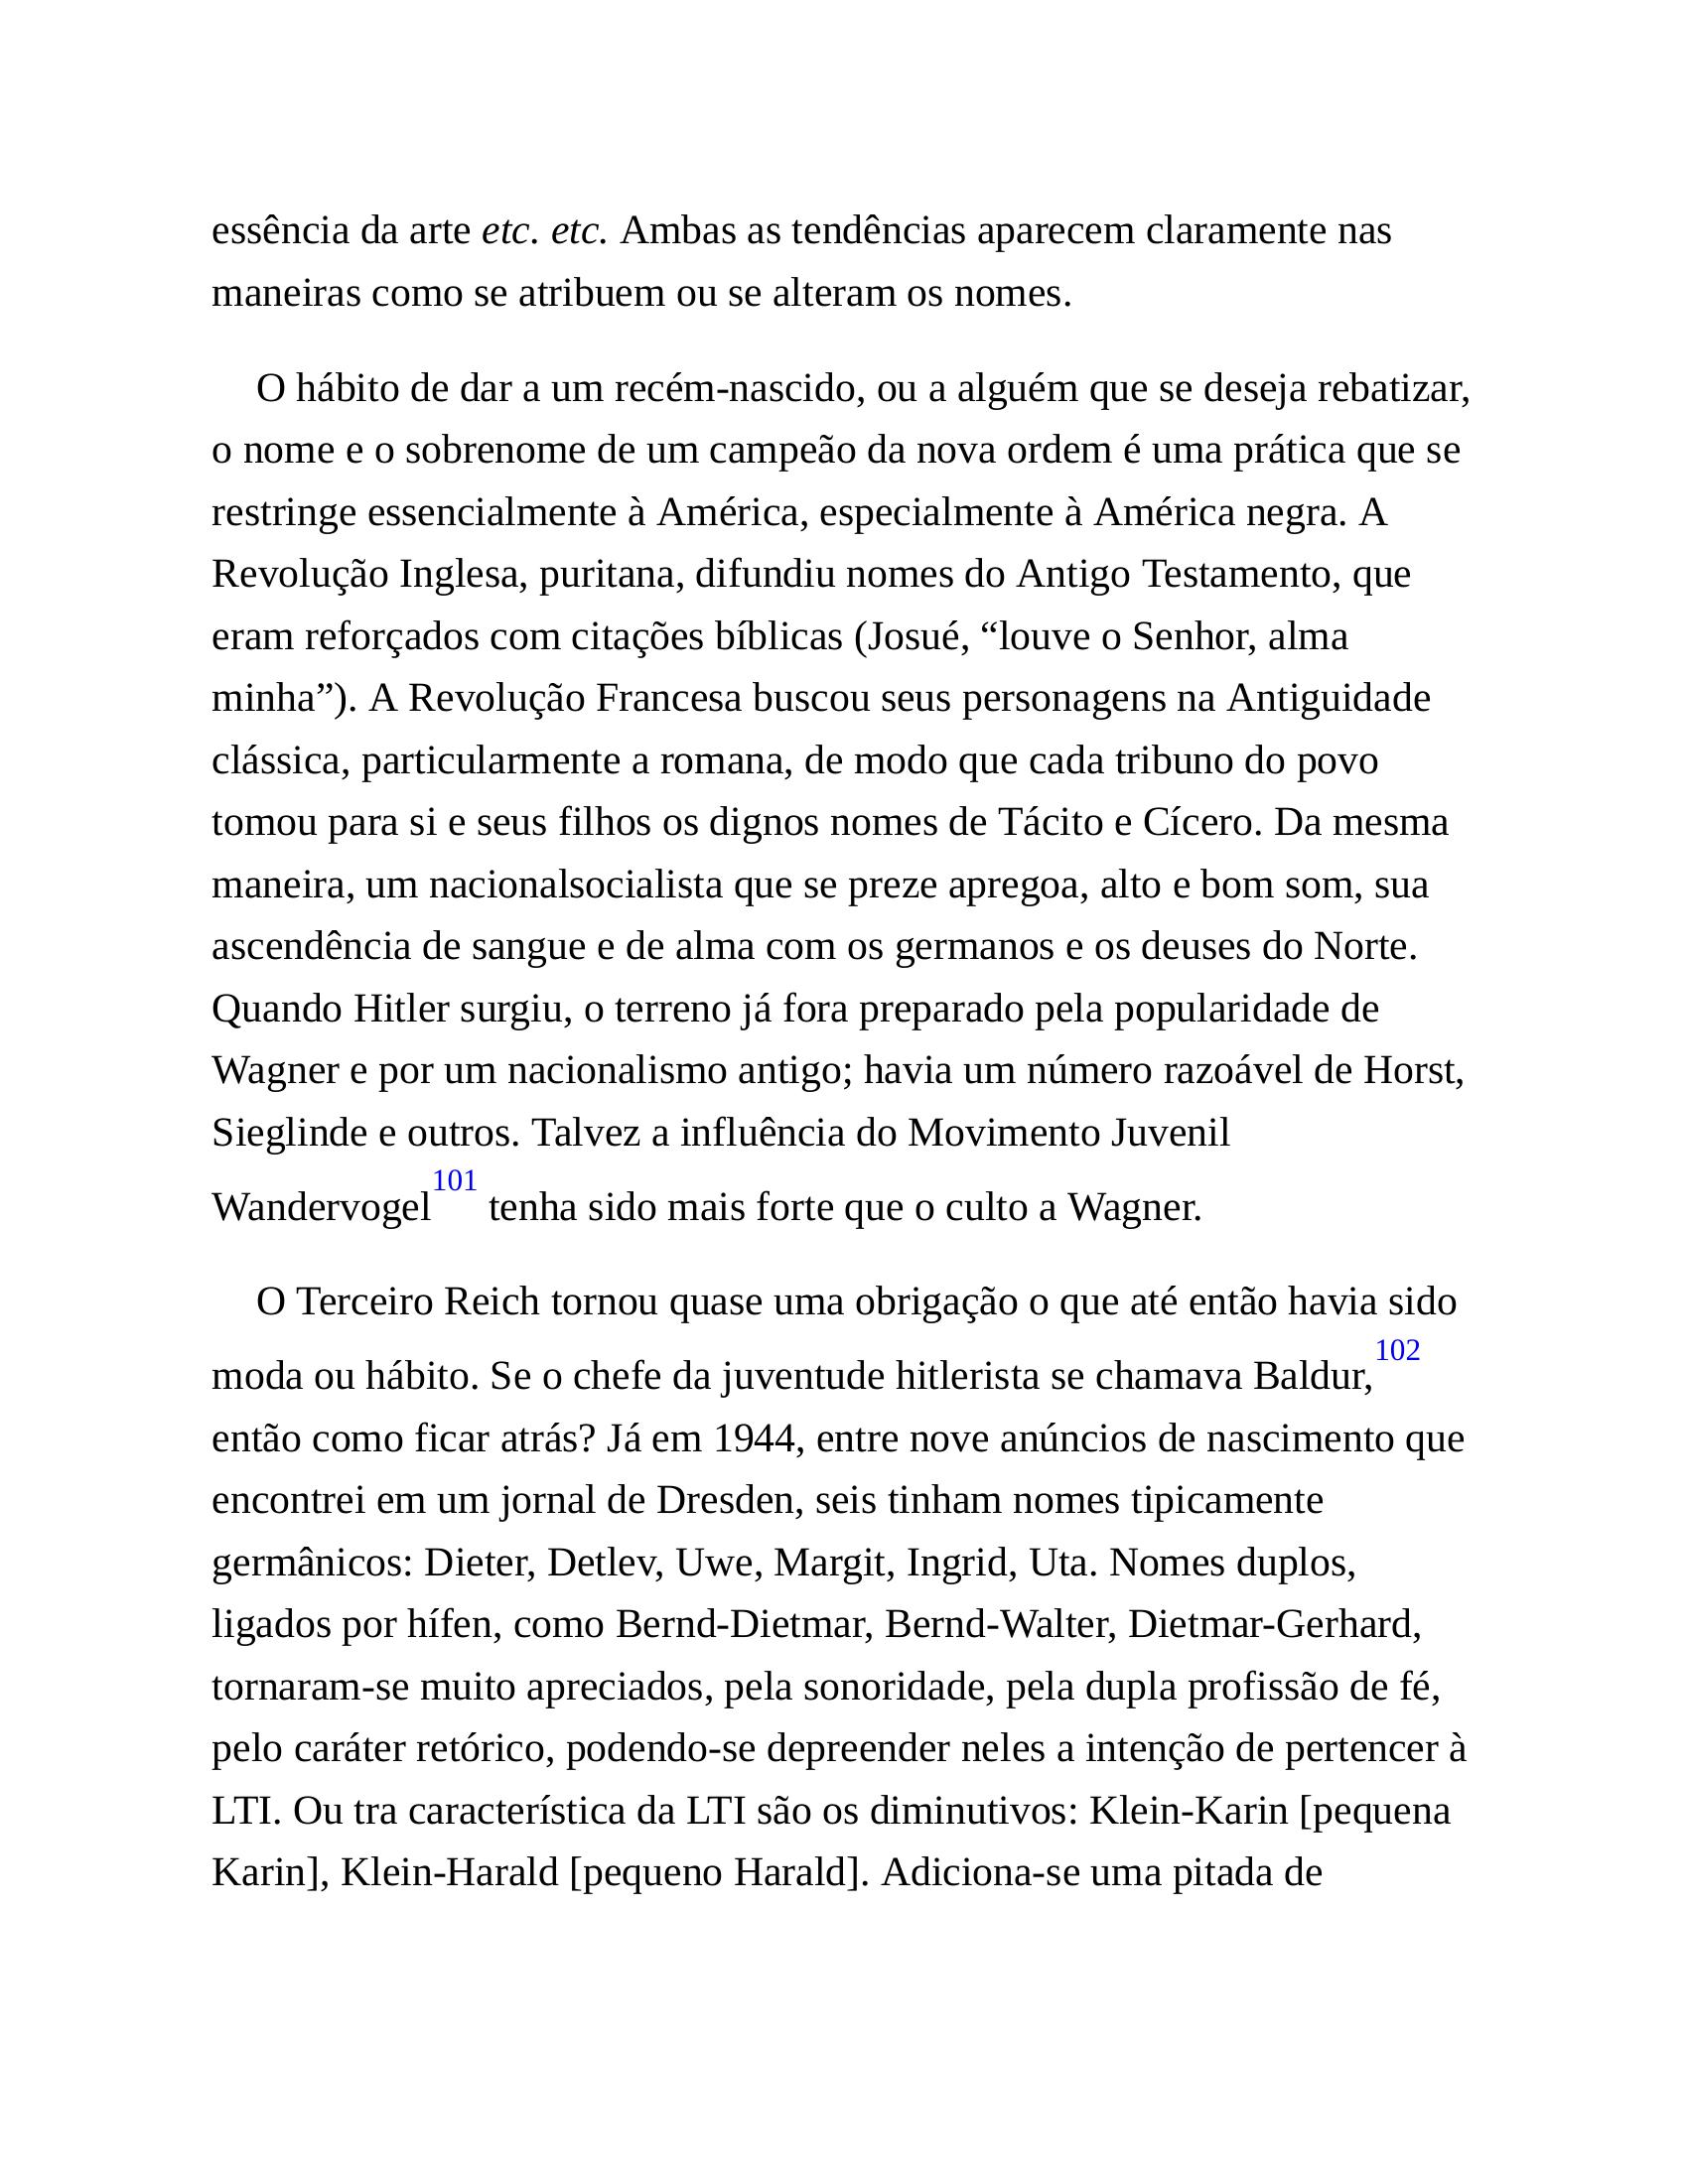 essência da arte etc. etc. Ambas as tendências aparecem claramente nas
maneiras como se atribuem ou se alteram os nomes.
O hábito de dar a um recém-nascido, ou a alguém que se deseja rebatizar,
o nome e o sobrenome de um campeão da nova ordem é uma prática que se
restringe essencialmente à América, especialmente à América negra. A
Revolução Inglesa, puritana, difundiu nomes do Antigo Testamento, que
eram reforçados com citações bíblicas (Josué, “louve o Senhor, alma
minha”). A Revolução Francesa buscou seus personagens na Antiguidade
clássica, particularmente a romana, de modo que cada tribuno do povo
tomou para si e seus filhos os dignos nomes de Tácito e Cícero. Da mesma
maneira, um nacionalsocialista que se preze apregoa, alto e bom som, sua
ascendência de sangue e de alma com os germanos e os deuses do Norte.
Quando Hitler surgiu, o terreno já fora preparado pela popularidade de
Wagner e por um nacionalismo antigo; havia um número razoável de Horst,
Sieglinde e outros. Talvez a influência do Movimento Juvenil
Wandervogel101 tenha sido mais forte que o culto a Wagner.
O Terceiro Reich tornou quase uma obrigação o que até então havia sido
moda ou hábito. Se o chefe da juventude hitlerista se chamava Baldur,102
então como ficar atrás? Já em 1944, entre nove anúncios de nascimento que
encontrei em um jornal de Dresden, seis tinham nomes tipicamente
germânicos: Dieter, Detlev, Uwe, Margit, Ingrid, Uta. Nomes duplos,
ligados por hífen, como Bernd-Dietmar, Bernd-Walter, Dietmar-Gerhard,
tornaram-se muito apreciados, pela sonoridade, pela dupla profissão de fé,
pelo caráter retórico, podendo-se depreender neles a intenção de pertencer à
LTI. Ou tra característica da LTI são os diminutivos: Klein-Karin [pequena
Karin], Klein-Harald [pequeno Harald]. Adiciona-se uma pitada de